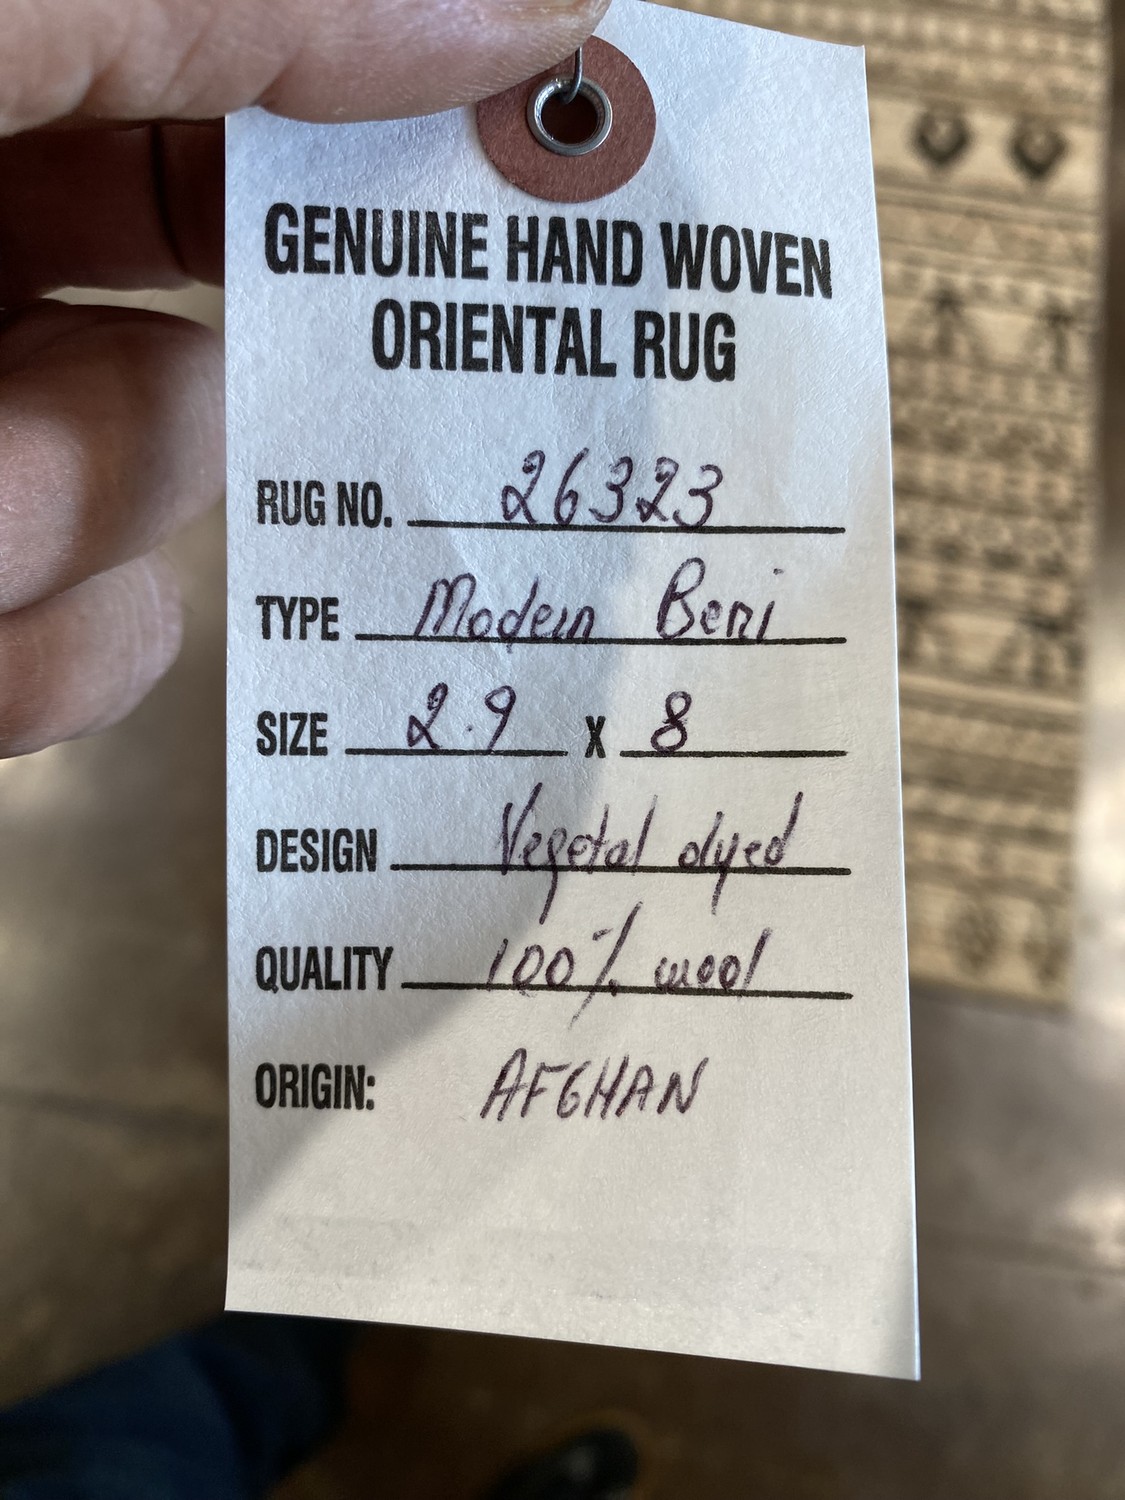 GENUINE HAND WOVEN
ORIENTAL RUG
RUG NO. 26323
TYPE Modern Beni
SIZE 2.9 X 8
DESIGN Vegetal dyed
QUALITY 100% wool
ORIGIN: AFGHAN